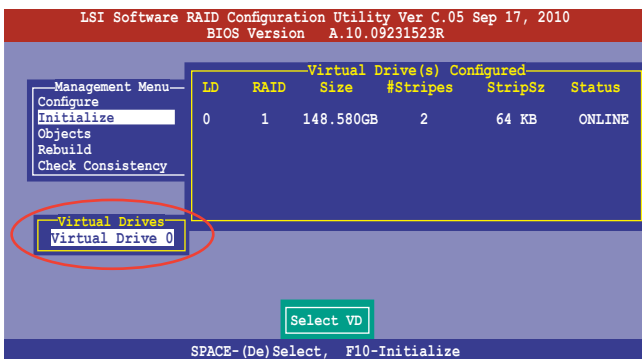 LSI Software RAID Configuration Utility Ver C.05 Sep 17, 2010
BIOS Version A.10.09231523R
Virtual Drive(s) Configured
LD RAID Size #Stripes StripSz Status
0 1 148.580GB 2 64 KB ONLINE
Management Menu
Configure
Initialize
Objects
Rebuild
Check Consistency
Virtual Drives
Virtual Drive 0
Select VD
SPACE-(De)Select, F10-Initialize